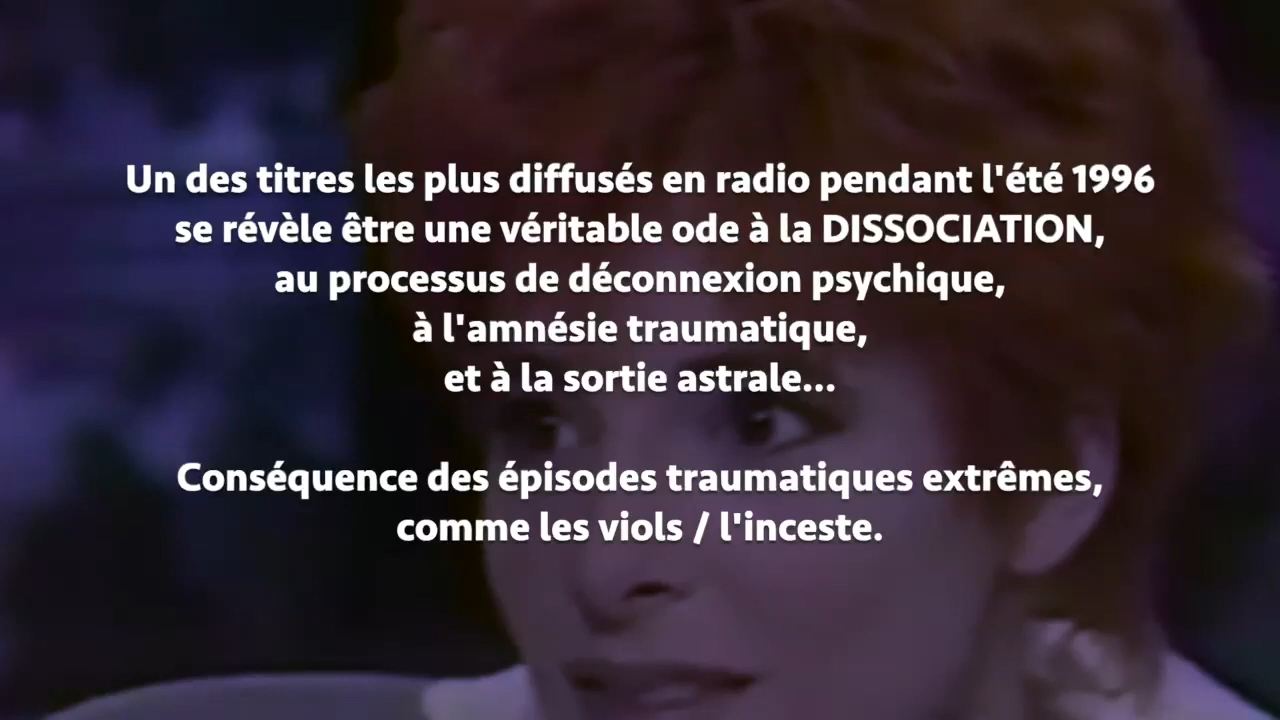 Un des titres les plus diffusés en radio pendant l'été 1996
se révèle être une véritable ode à la DISSOCIATION,
au processus de déconnexion psychique,
à l'amnésie traumatique,
et à la sortie astrale...
Conséquence des épisodes traumatiques extrêmes,
comme les viols / l'inceste.